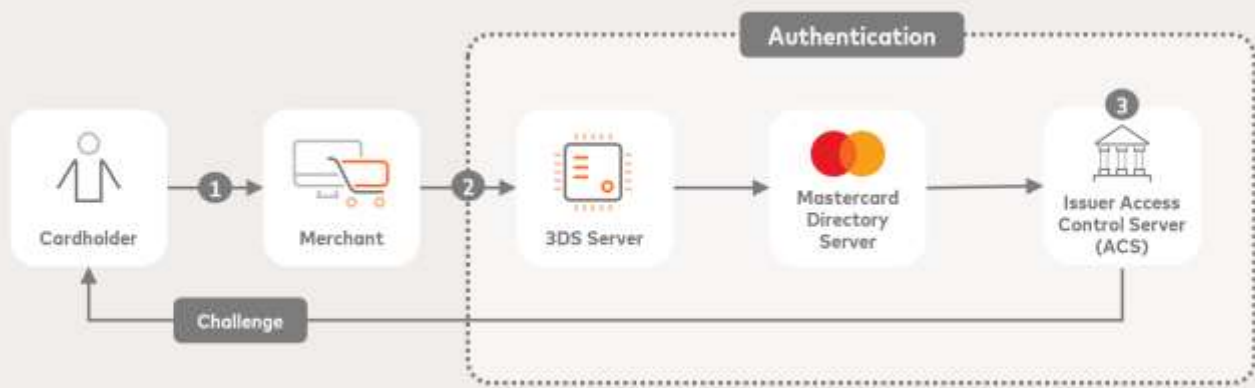 Authentication
3
1
2
Cardholder
Merchant
3DS Server
Mastercard
Directory
Server
Issuer Access
Control Server
(ACS)
Challenge